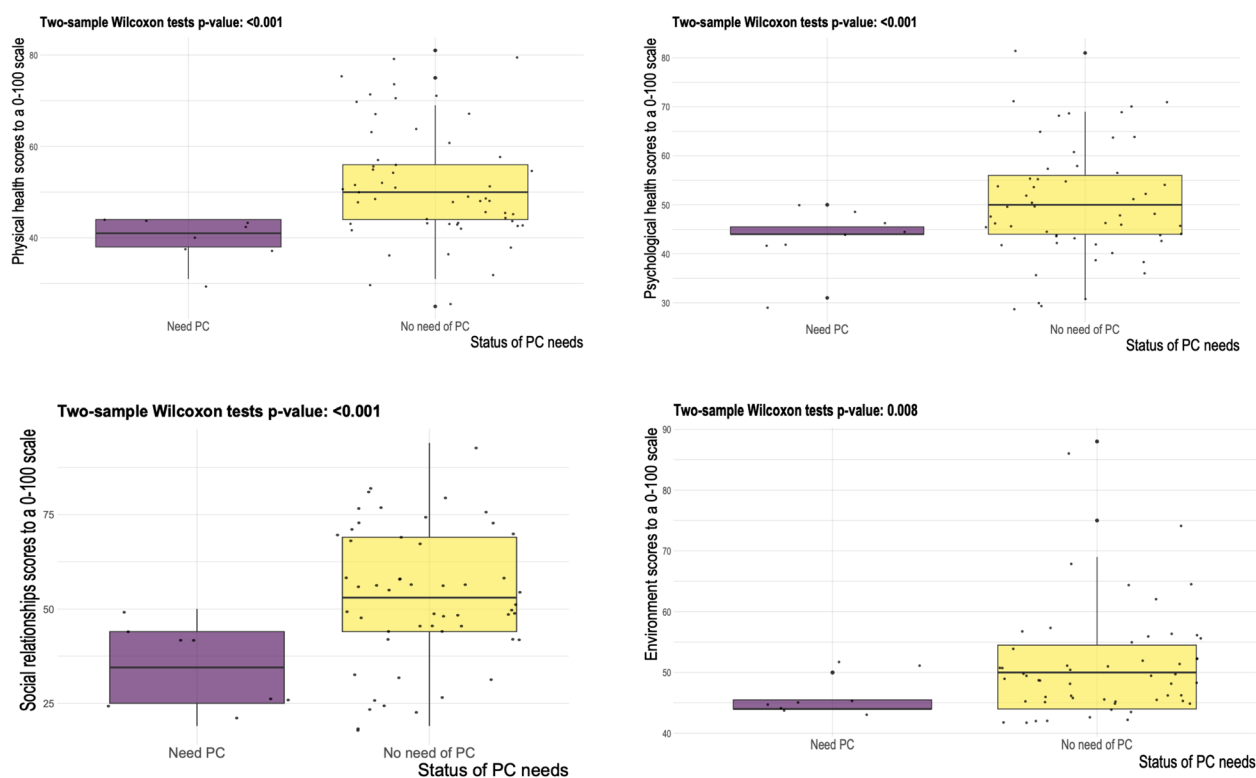 Two-sample Wilcoxon tests p-value: <0.001
Physical health scores to a 0-100 scale
80
60
40
Need PC
No need of PC
Status of PC needs
Two-sample Wilcoxon tests p-value: <0.001
Psychological health scores to a 0-100 scale
80
70
60
50
40
30
Need PC
No need of PC
Status of PC needs
Two-sample Wilcoxon tests p-value: <0.001
Social relationships scores to a 0-100 scale
75
50
25
Need PC
No need of PC
Status of PC needs
Two-sample Wilcoxon tests p-value: 0.008
Environment scores to a 0-100 scale
90
80
70
60
50
40
Need PC
No need of PC
Status of PC needs